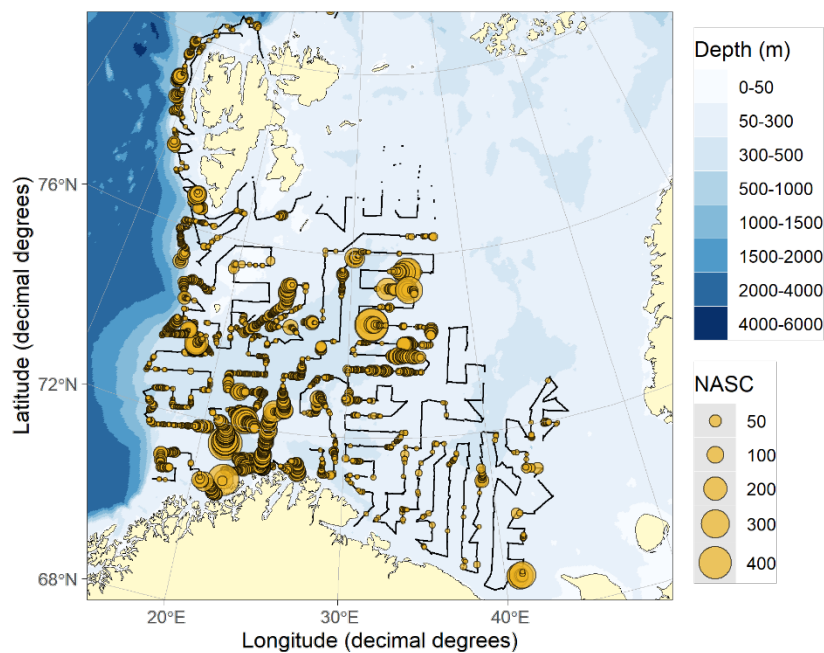 Depth (m)
0-50
50-300
300-500
500-1000
1000-1500
1500-2000
2000-4000
4000-6000
NASC
50
100
200
300
400
76°N
72°N
68°N
Latitude (decimal degrees)
20°E
30°E
40°E
Longitude (decimal degrees)